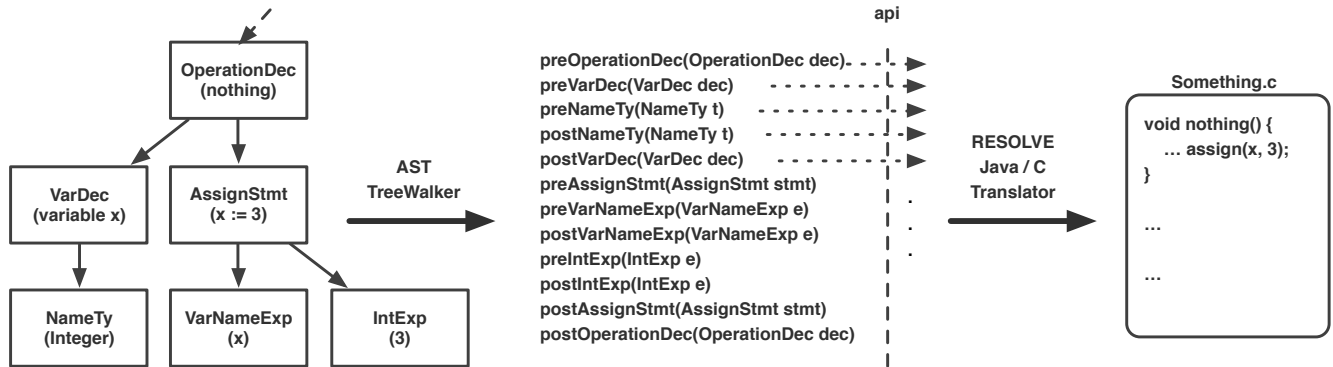 api
OperationDec
(nothing)
VarDec
(variable x)
AssignStmt
(x := 3)
NameTy
(Integer)
VarNameExp
(x)
IntExp
(3)
AST
TreeWalker
preOperationDec(OperationDec dec)
preVarDec(VarDec dec)
preNameTy(NameTy t)
postNameTy(NameTy t)
postVarDec(VarDec dec)
preAssignStmt(AssignStmt stmt)
preVarNameExp(VarNameExp e)
postVarNameExp(VarNameExp e)
preIntExp(IntExp e)
postIntExp(IntExp e)
postAssignStmt(AssignStmt stmt)
postOperationDec(OperationDec dec)
.
.
.
RESOLVE
Java / C
Translator
Something.c
void nothing() {
… assign(x, 3);
}
…
…